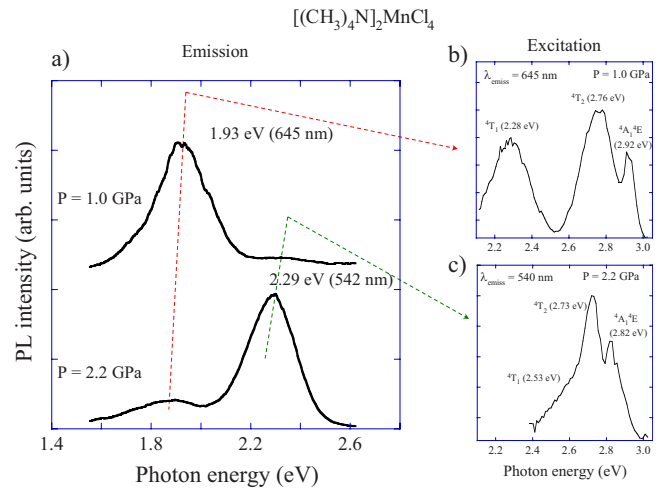 [(CH₃)₄N]₂MnCl₄
Emission
a)
1.93 eV (645 nm)
P = 1.0 GPa
2.29 eV (542 nm)
P = 2.2 GPa
PL intensity (arb. units)
1.4 1.8 2.2 2.6
Photon energy (eV)
Excitation
b)
λemiss = 645 nm P = 1.0 GPa
⁴T₂ (2.76 eV)
⁴T₁ (2.28 eV)
⁴A₁⁴E
(2.92 eV)
2.2 2.4 2.6 2.8 3.0
c)
λemiss = 540 nm P = 2.2 GPa
⁴T₂ (2.73 eV)
⁴A₁⁴E
(2.82 eV)
⁴T₁ (2.53 eV)
2.2 2.4 2.6 2.8 3.0
Photon energy (eV)